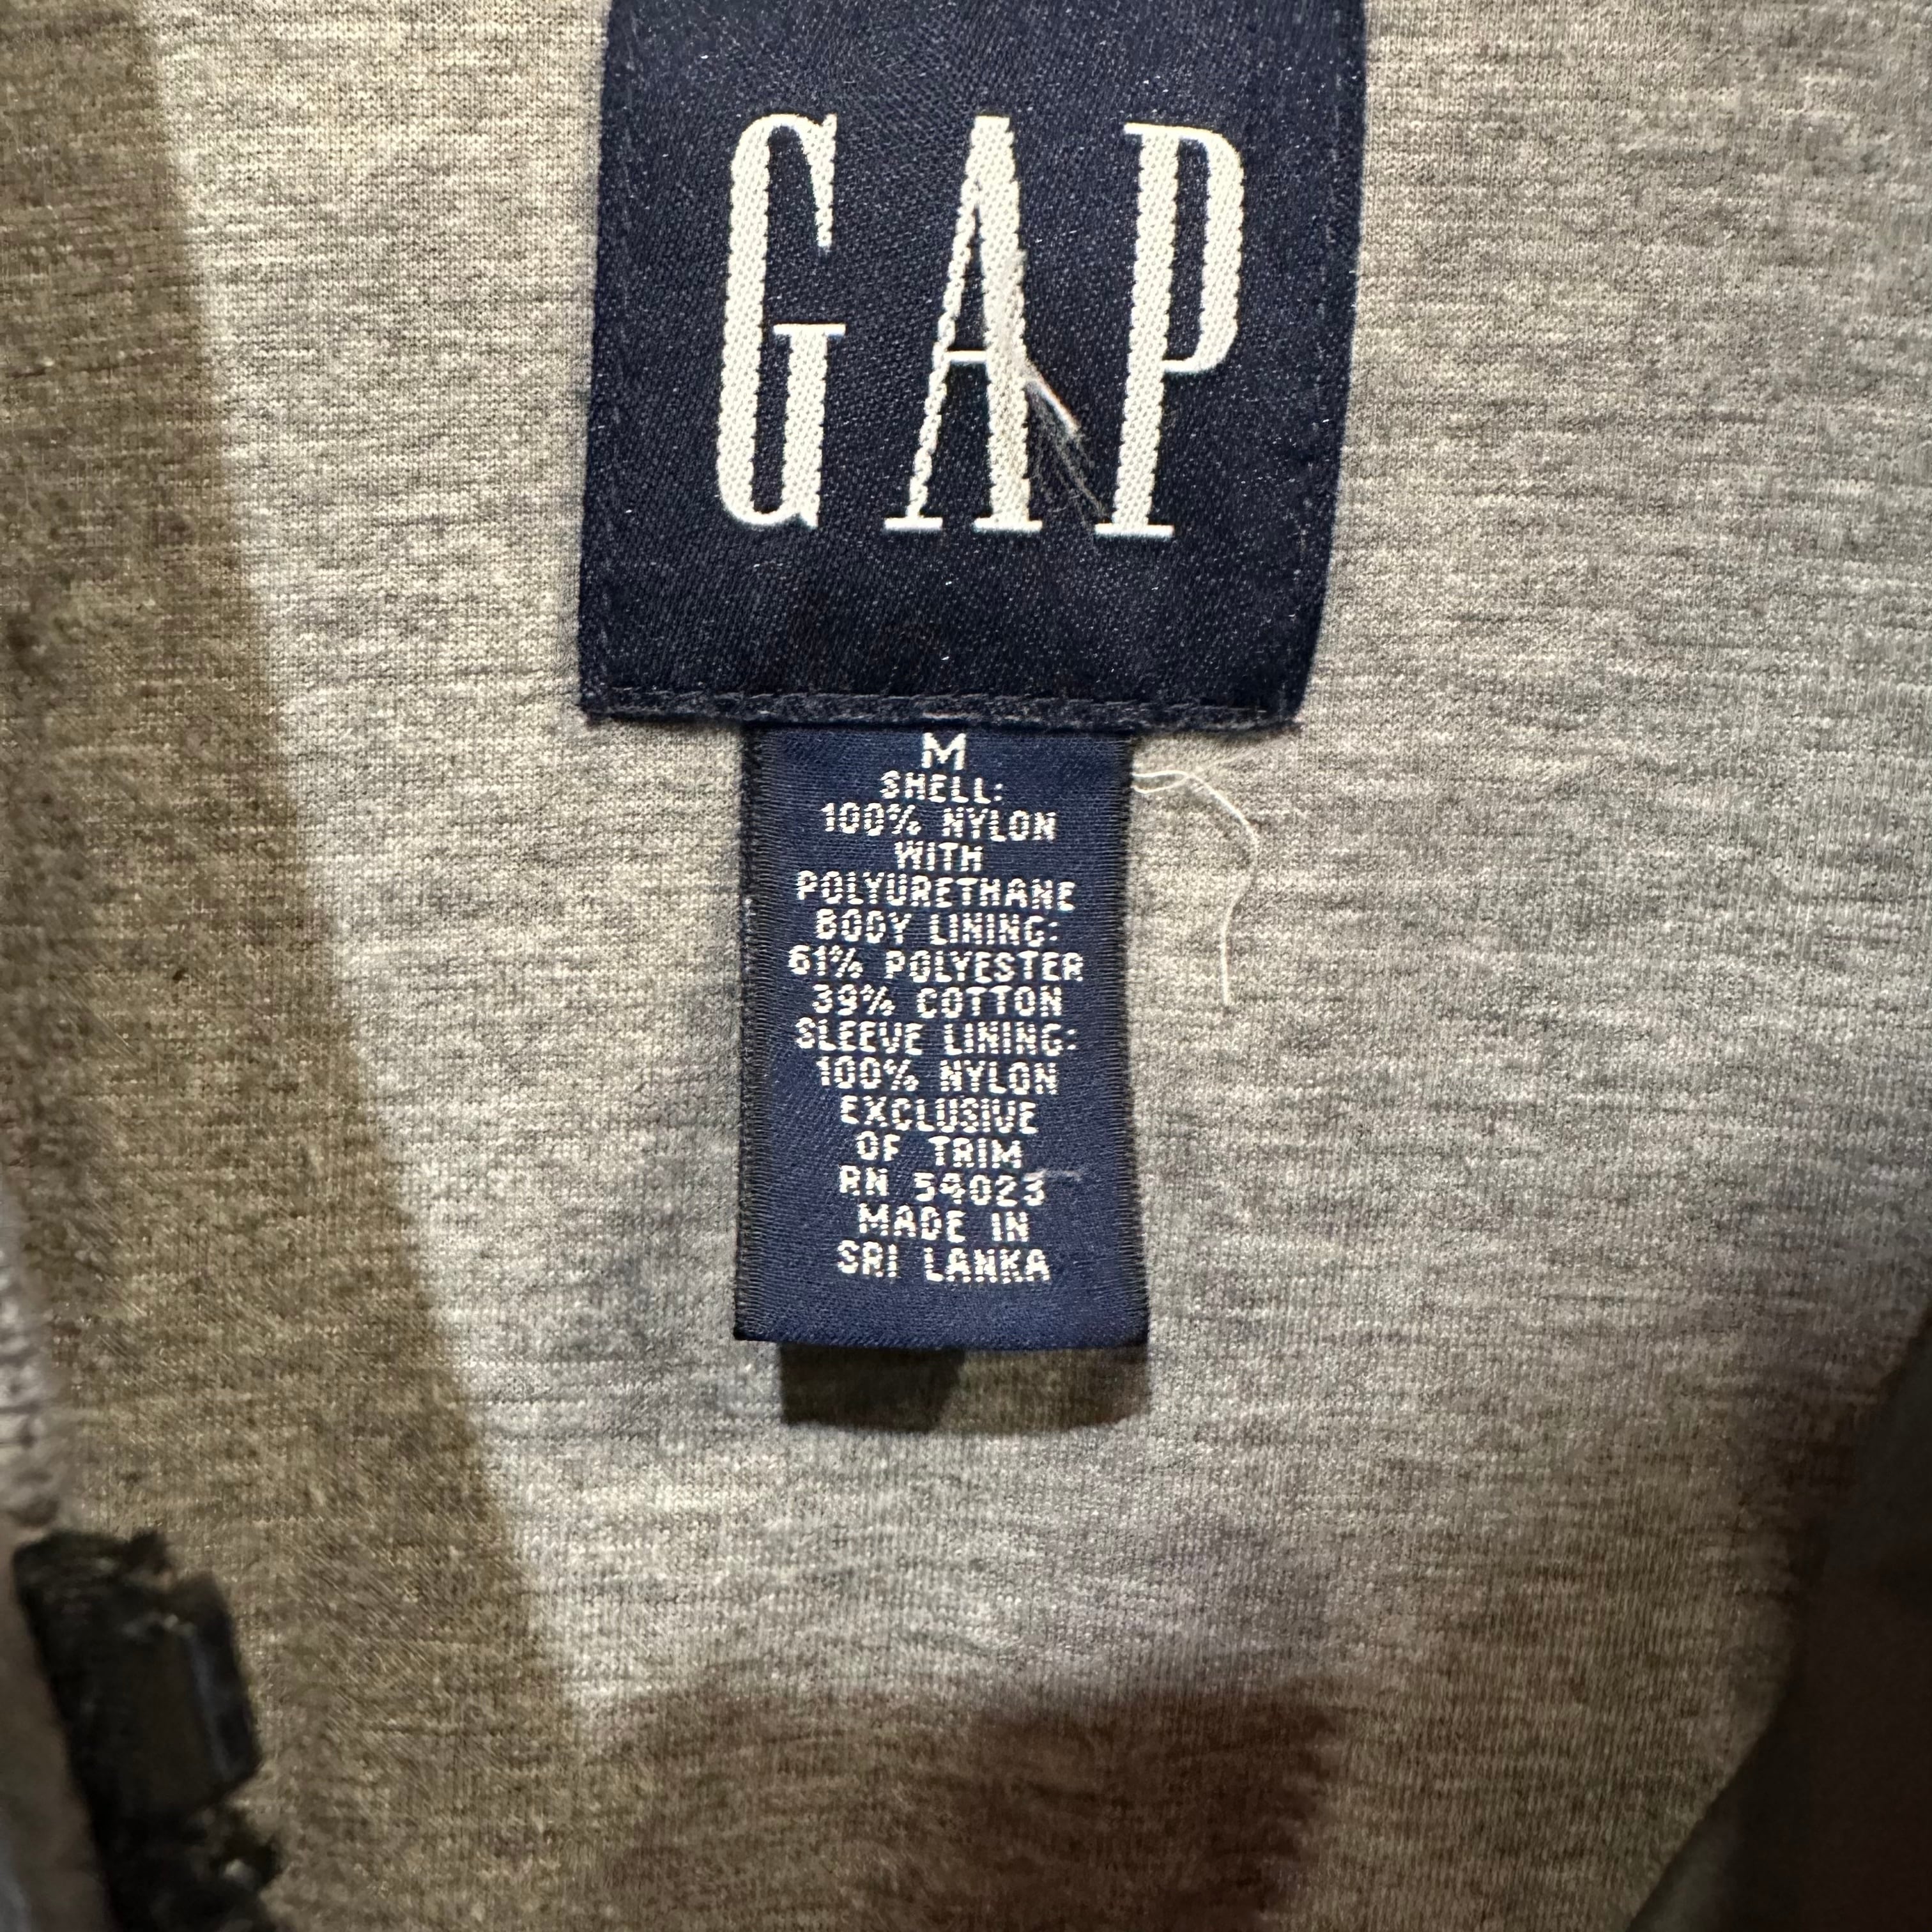 GAP
M
SHELL:
100% NYLON
WITH
POLYURETHANE
BODY LINING:
61% POLYESTER
39% COTTON
SLEEVE LINING:
100% NYLON
EXCLUSIVE
OF TRIM
RN 54023
MADE IN
SRI LANKA